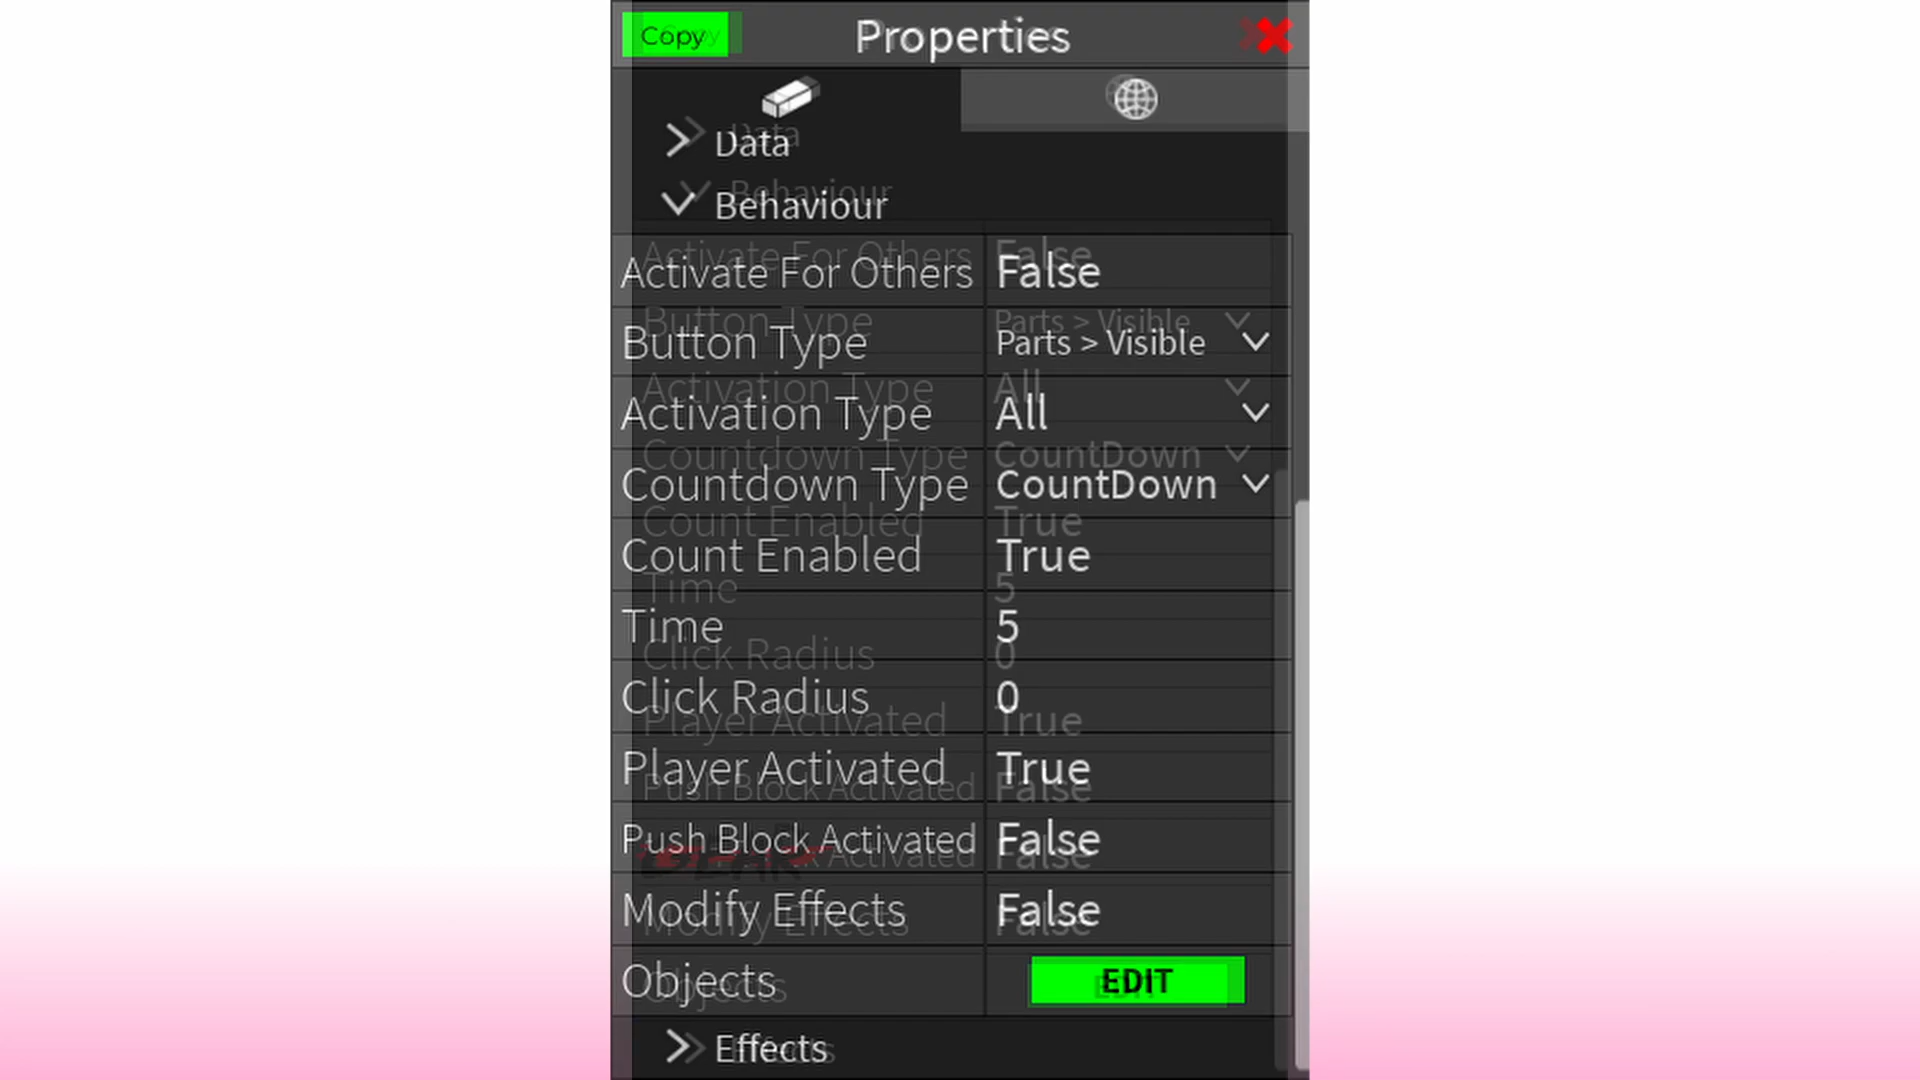 Copy
Properties
Data
Behaviour
Activate For Others False
Button Type Parts > Visible
Activation Type All
Countdown Type CountDown
Count Enabled True
Time 5
Click Radius 0
Player Activated True
Push Block Activated False
Modify Effects False
Objects EDIT
Effects